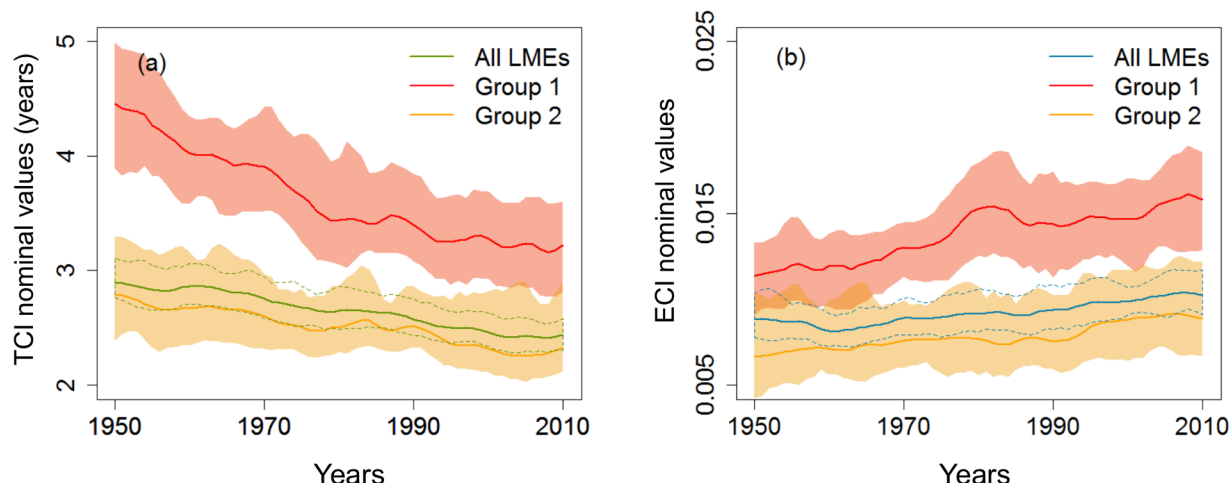 TCI nominal values (years)
5
4
3
2
(a)
All LMEs
Group 1
Group 2
1950 1970 1990 2010
Years
ECI nominal values
0.025
0.015
0.005
(b)
All LMEs
Group 1
Group 2
1950 1970 1990 2010
Years